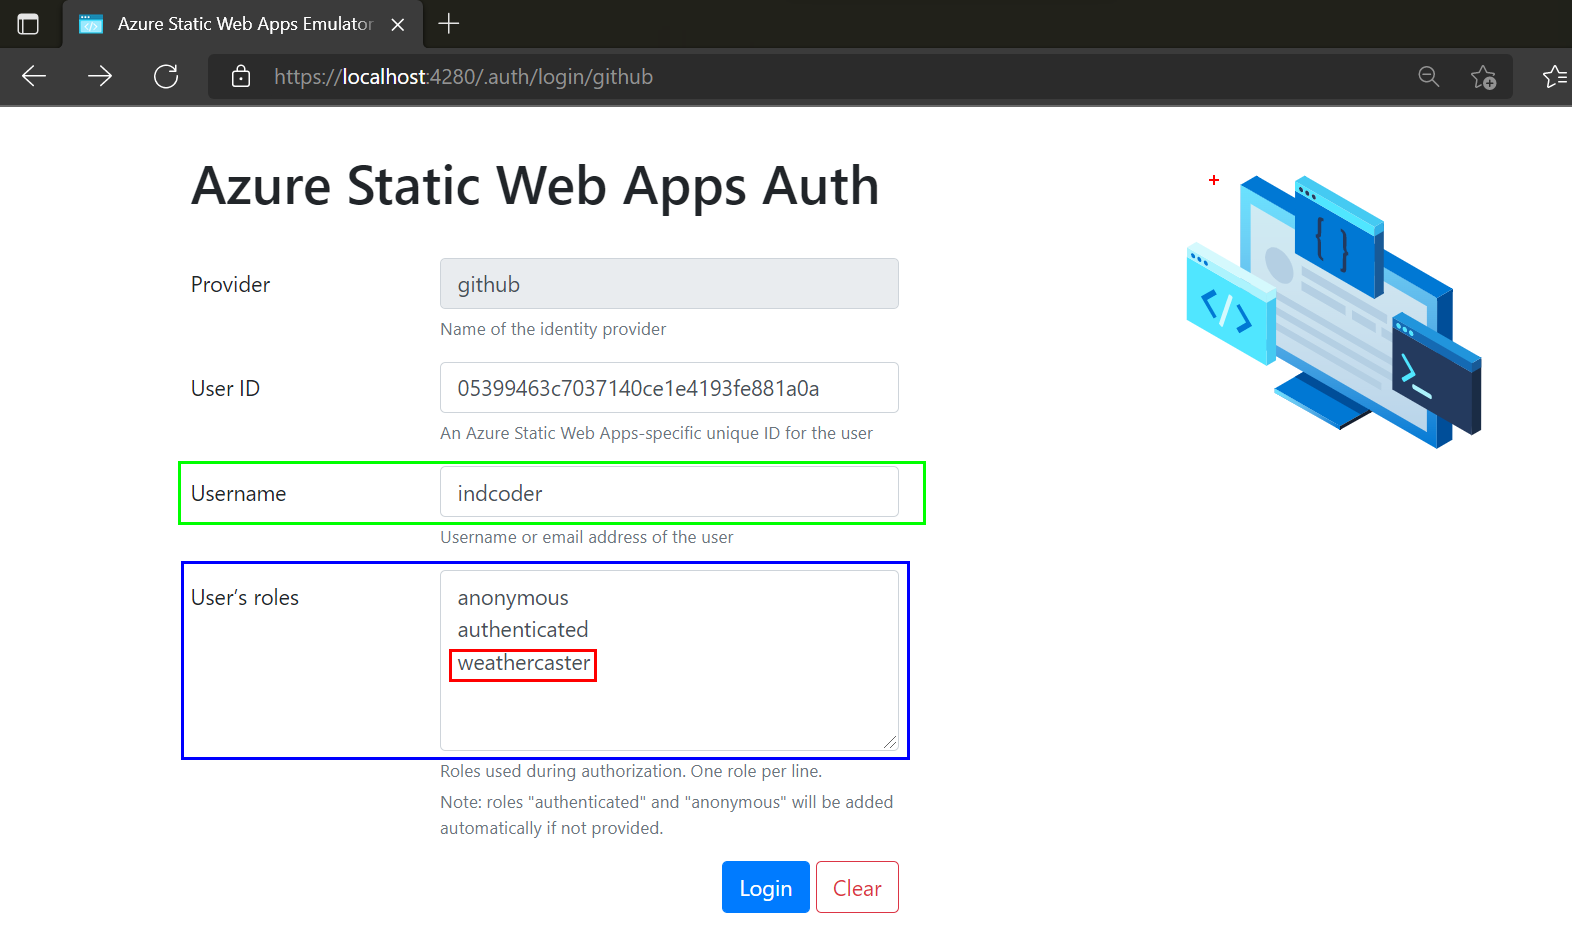 Azure Static Web Apps Emulator
https://localhost:4280/.auth/login/github
Azure Static Web Apps Auth
Provider
github
Name of the identity provider
User ID
05399463c7037140ce1e4193fe881a0a
An Azure Static Web Apps-specific unique ID for the user
Username
indcoder
Username or email address of the user
User’s roles
anonymous
authenticated
weathercaster
Roles used during authorization. One role per line.
Note: roles "authenticated" and "anonymous" will be added
automatically if not provided.
Login
Clear